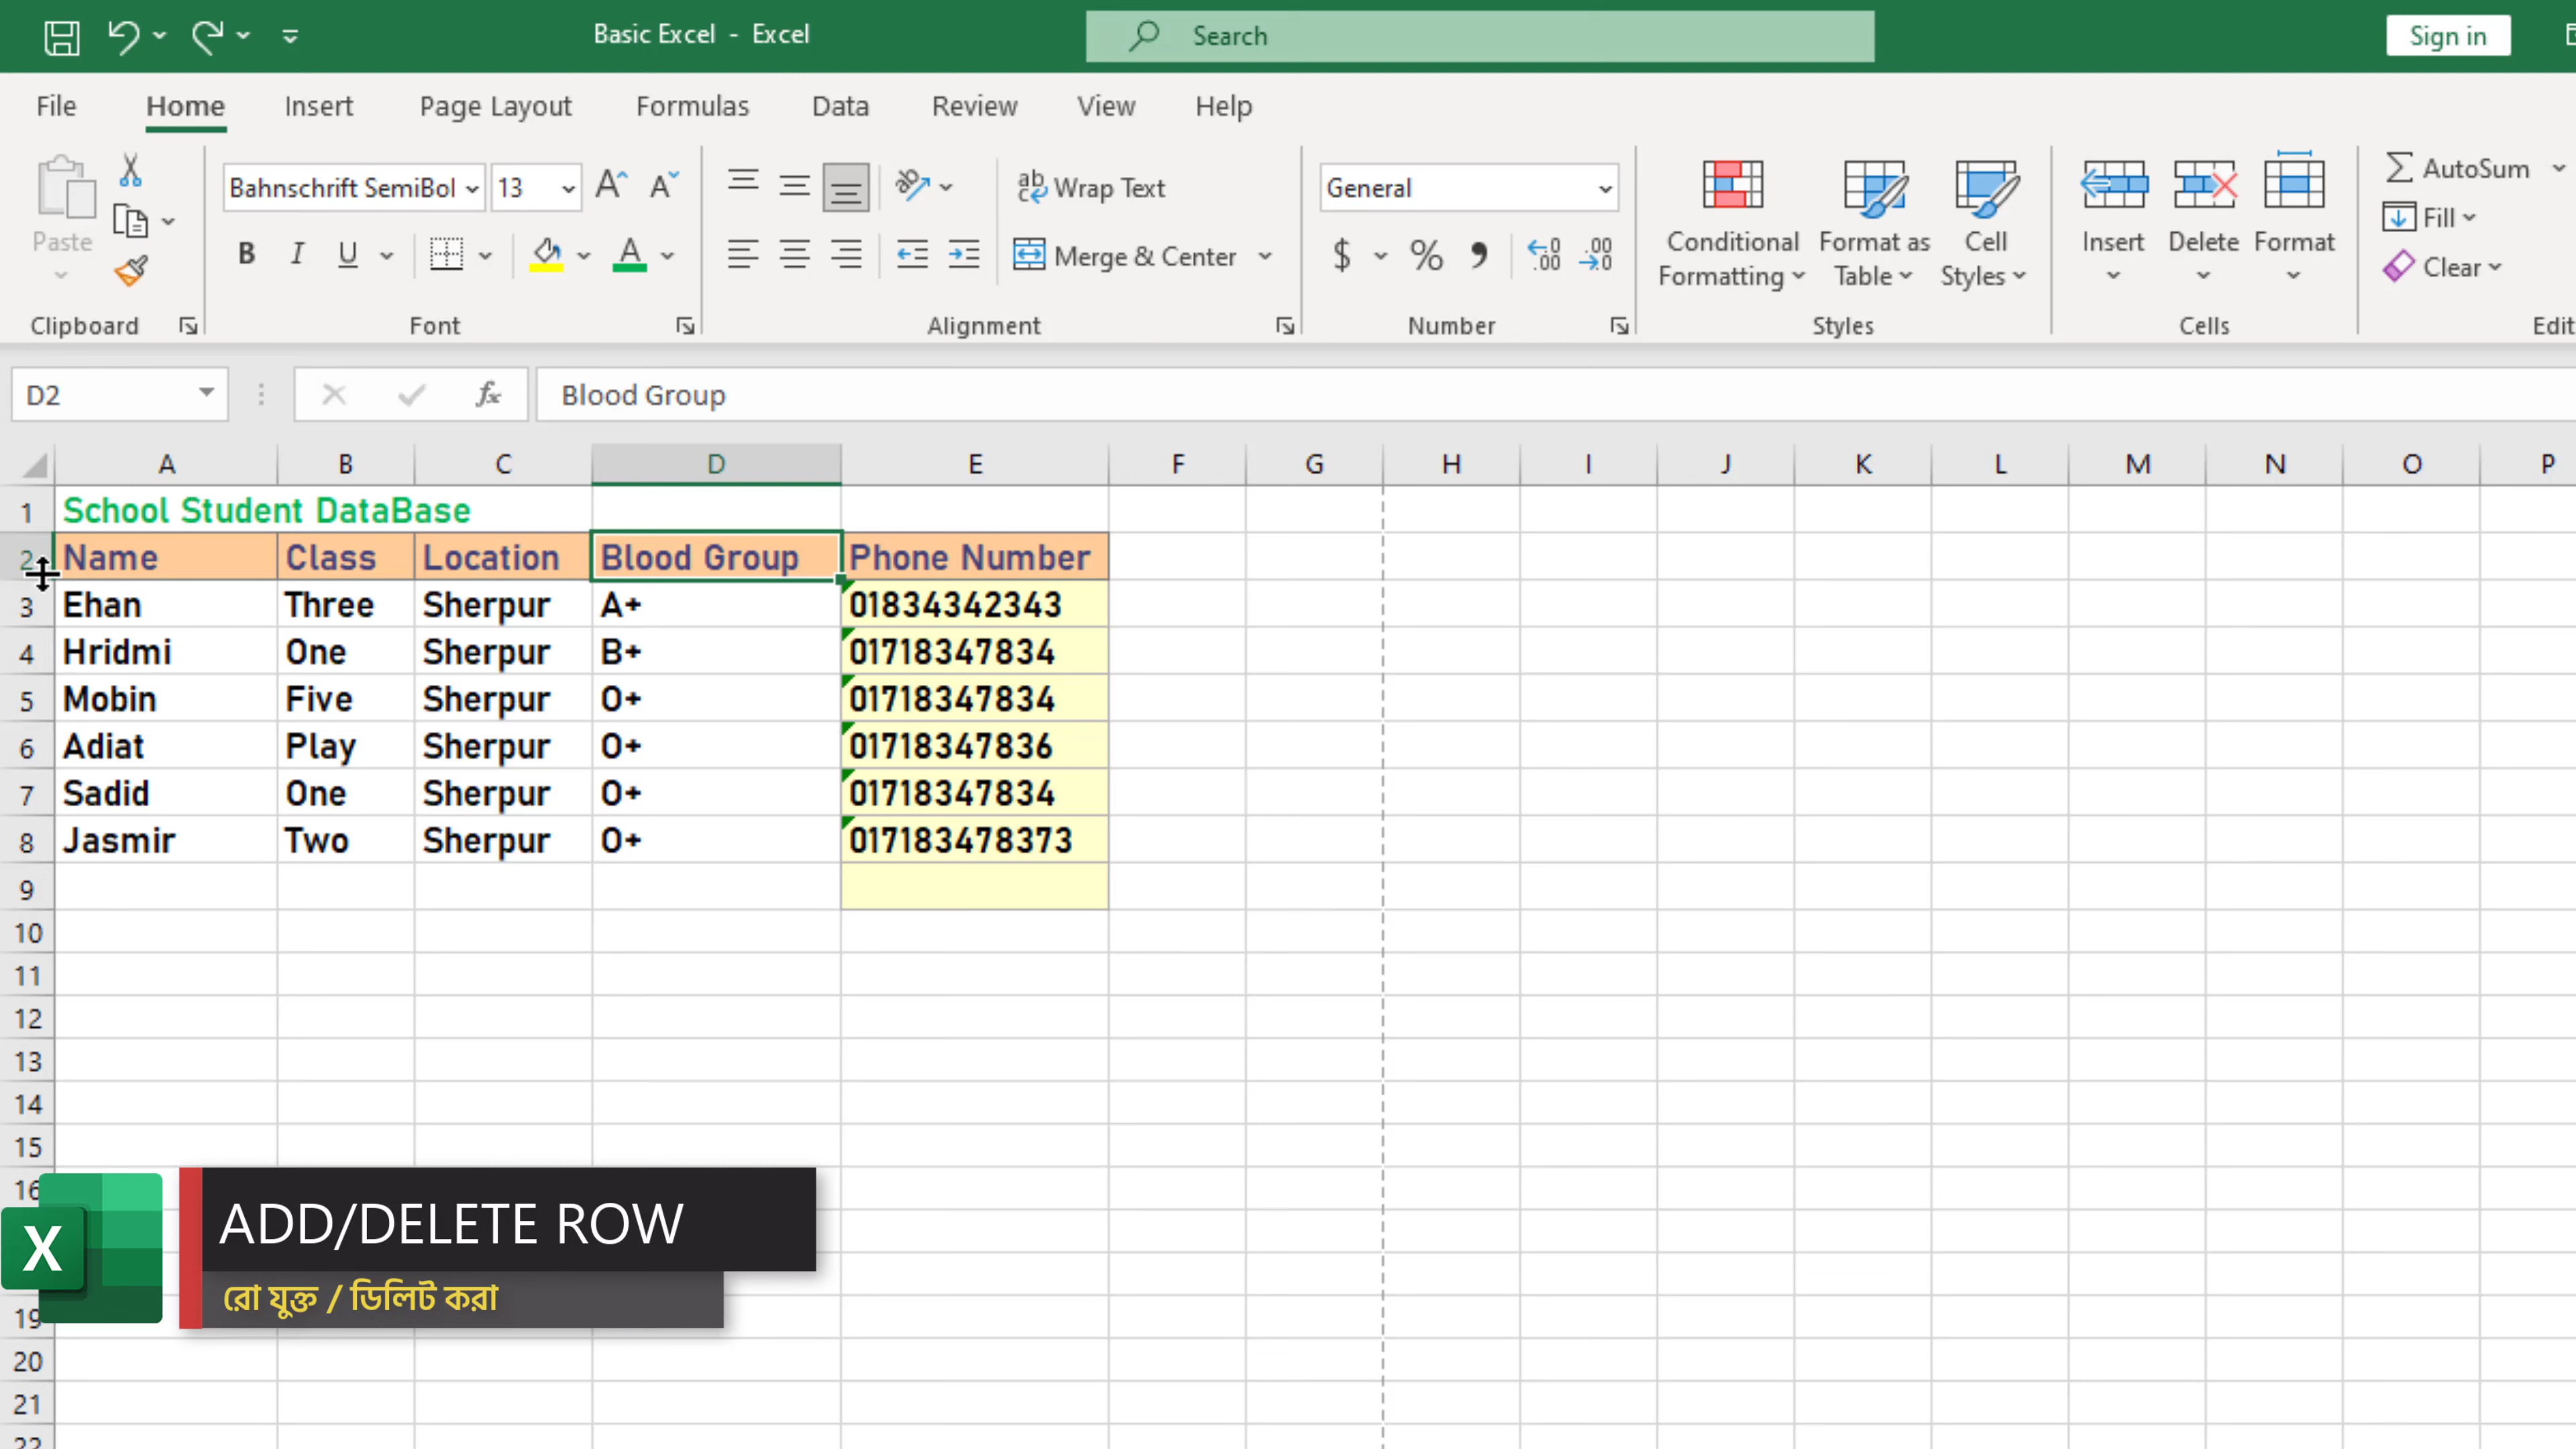 Basic Excel - Excel
Search
Sign in
File Home Insert Page Layout Formulas Data Review View Help
Paste
Clipboard
Bahnschrift SemiBol 13
B I U
Font
Wrap Text
Merge & Center
Alignment
General
$ % ,
Number
Conditional Formatting
Format as Table
Cell Styles
Styles
Insert Delete Format
Cells
AutoSum
Fill
Clear
Edit
D2 fx Blood Group
A B C D E F G H I J K L M N O P
1 School Student DataBase
2 Name Class Location Blood Group Phone Number
3 Ehan Three Sherpur A+ 01834342343
4 Hridmi One Sherpur B+ 01718347834
5 Mobin Five Sherpur O+ 01718347834
6 Adiat Play Sherpur O+ 01718347836
7 Sadid One Sherpur O+ 01718347834
8 Jasmir Two Sherpur O+ 017183478373
9
10
11
12
13
14
15
16
19
20
21
22
X
ADD/DELETE ROW
রো যুক্ত / ডিলিট করা